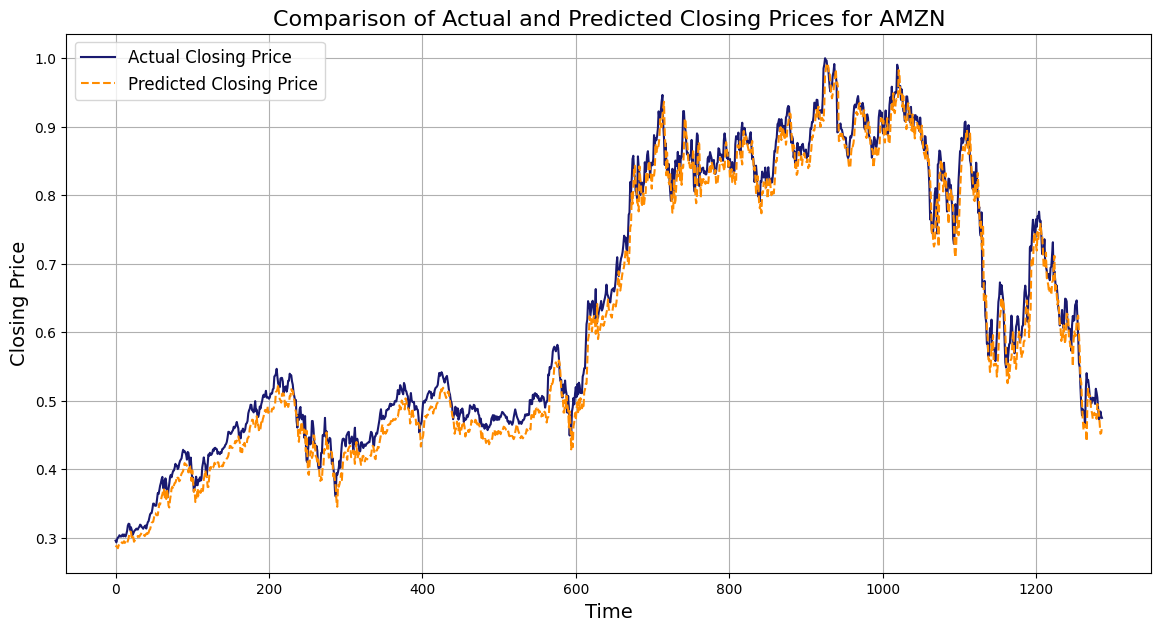 Comparison of Actual and Predicted Closing Prices for AMZN
Actual Closing Price
Predicted Closing Price
Closing Price
1.0
0.9
0.8
0.7
0.6
0.5
0.4
0.3
0 200 400 600 800 1000 1200
Time